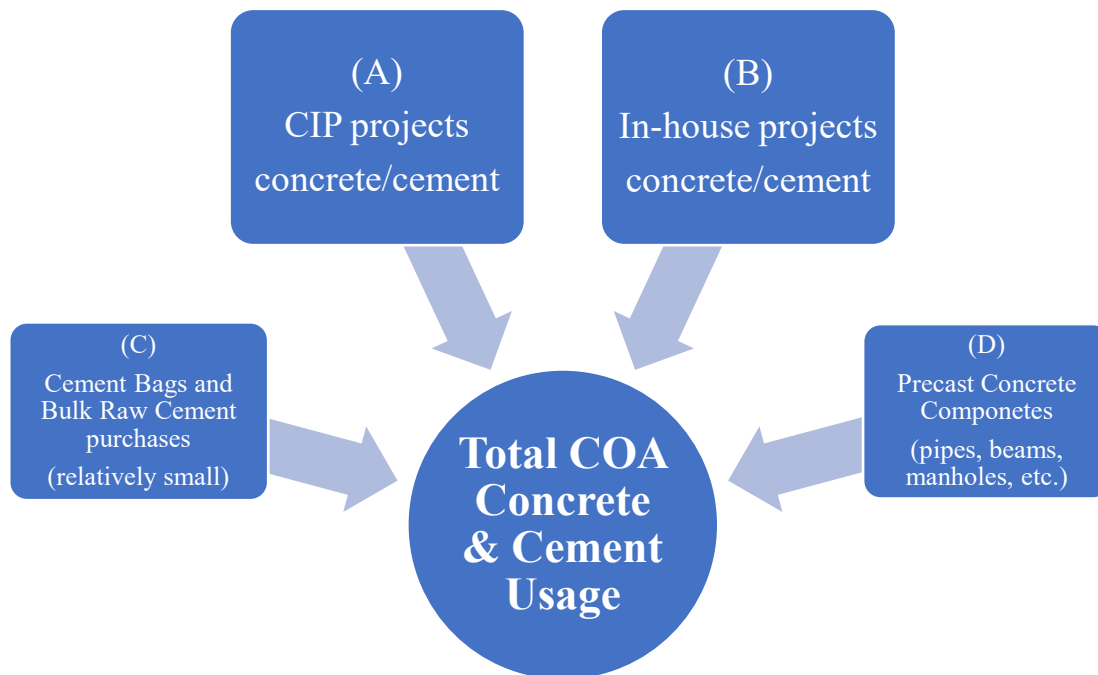 (A)
CIP projects
concrete/cement
(B)
In-house projects
concrete/cement
(C)
Cement Bags and
Bulk Raw Cement
purchases
(relatively small)
(D)
Precast Concrete
Componetes
(pipes, beams,
manholes, etc.)
Total COA
Concrete
& Cement
Usage